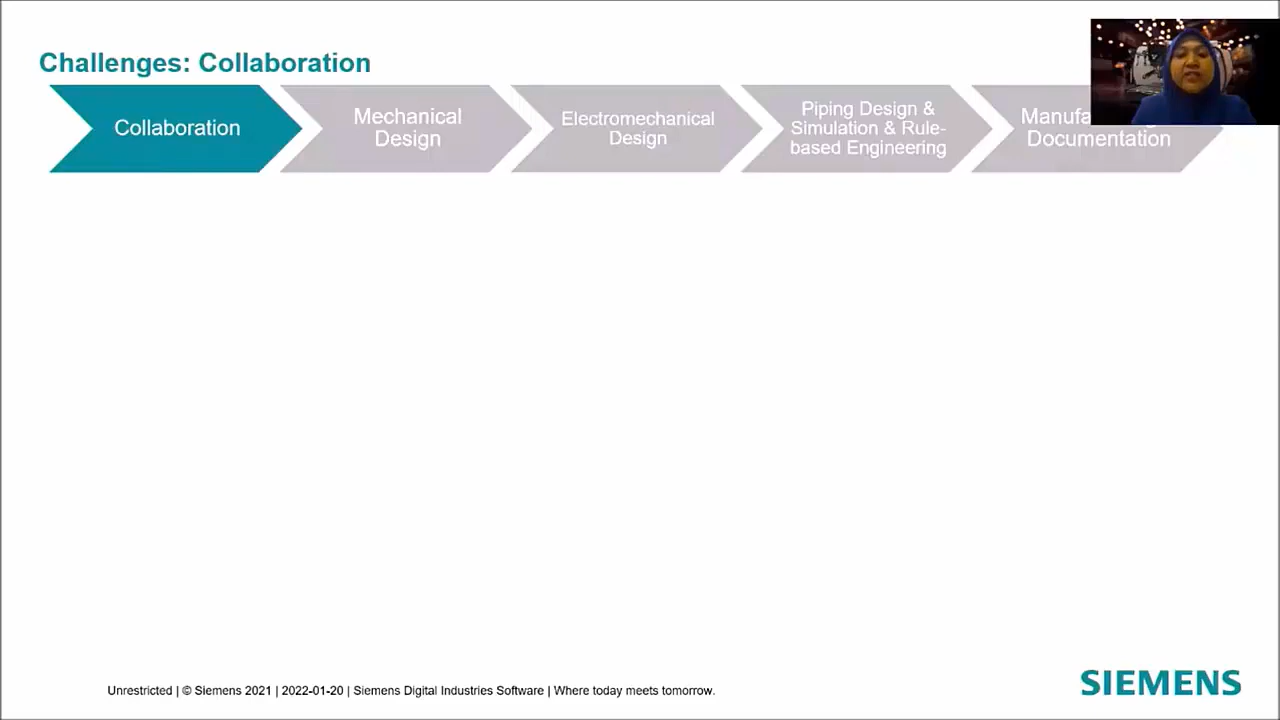 Challenges: Collaboration
Collaboration
Mechanical
Design
Electromechanical
Design
Piping Design &
Simulation & Rule-
based Engineering
Documentation
Unrestricted | © Siemens 2021 | 2022-01-20 | Siemens Digital Industries Software | Where today meets tomorrow.
SIEMENS